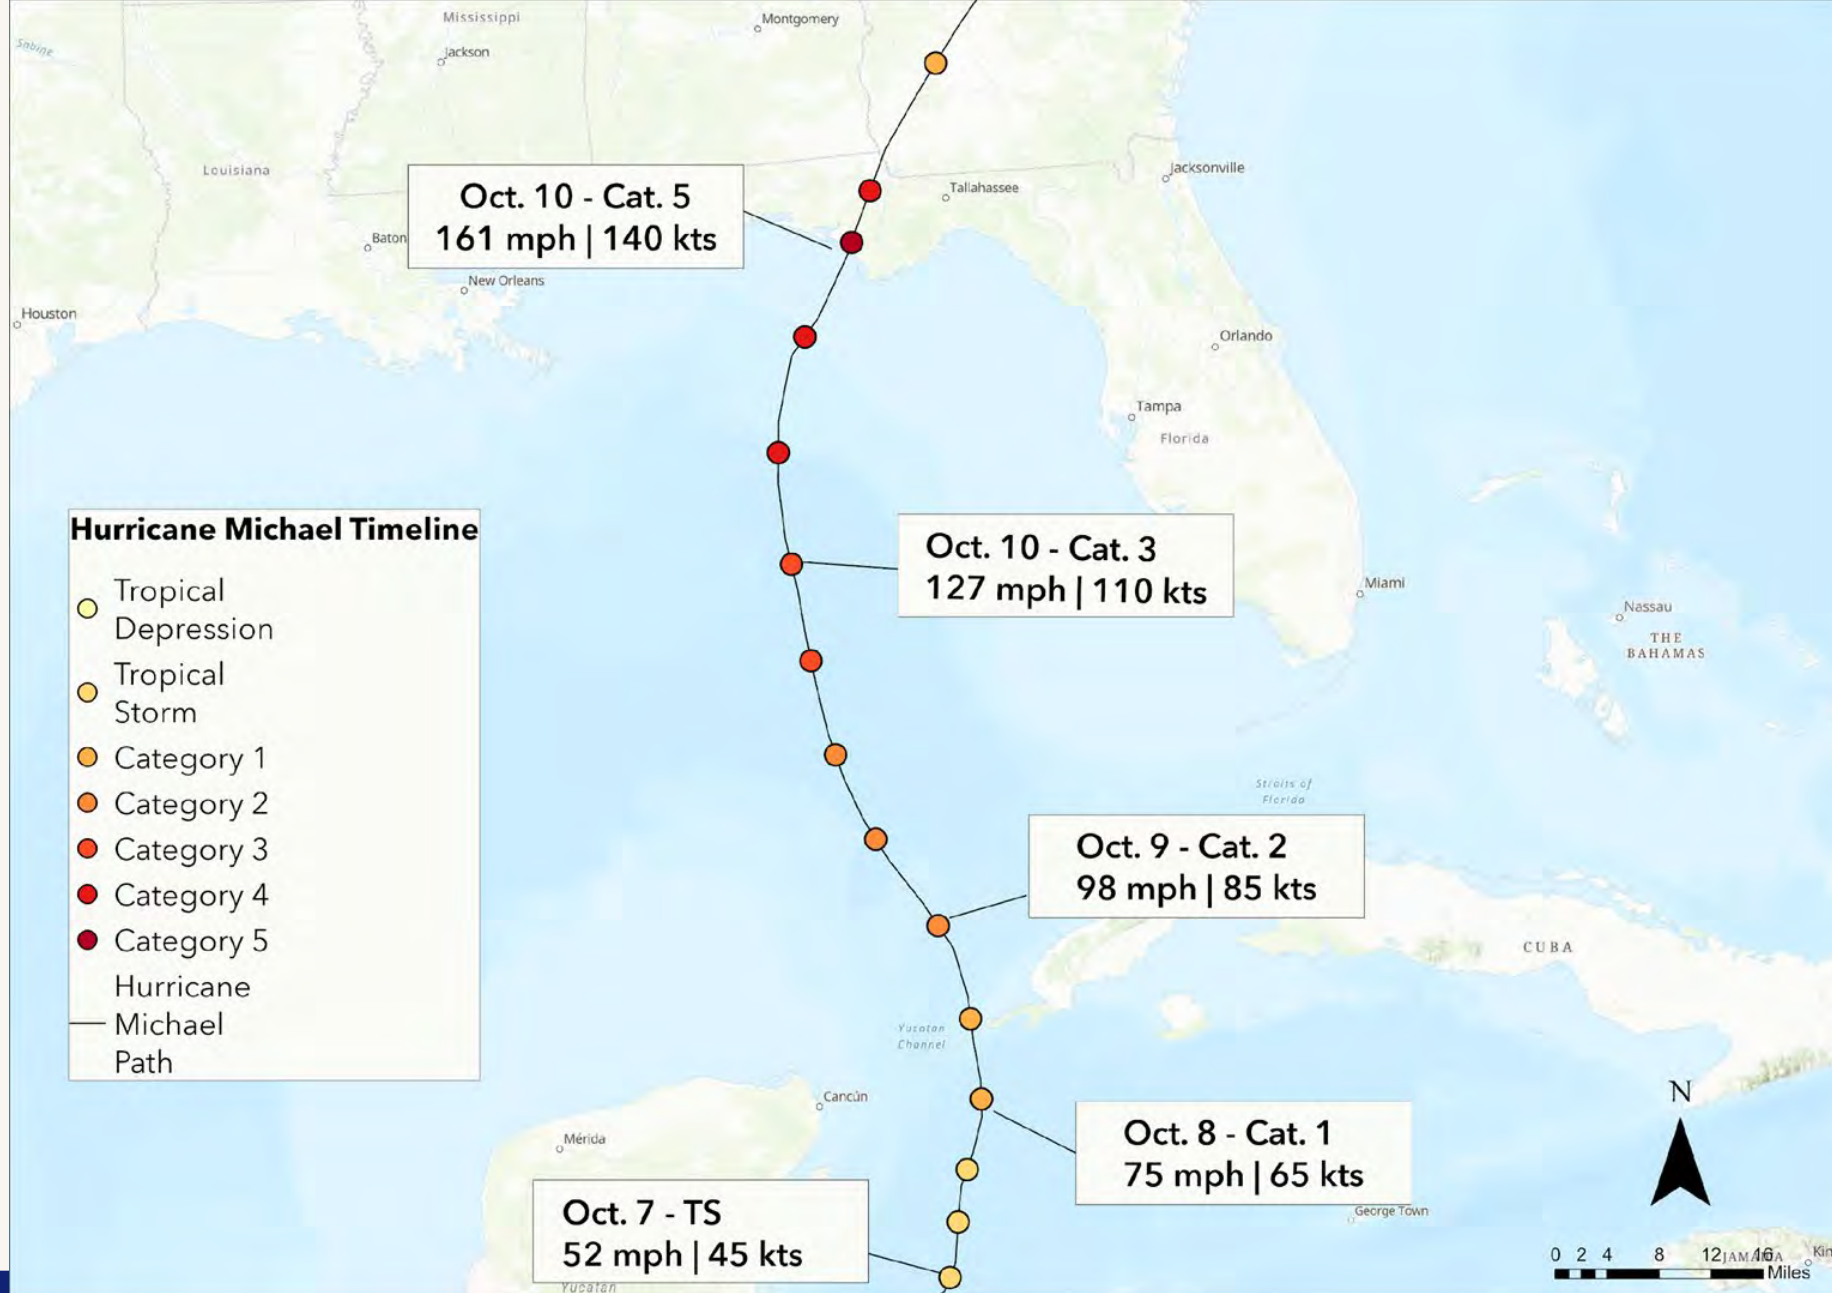 Mississippi
Montgomery
Sabine
Jackson
Louisiana
Jacksonville
Tallahassee
Oct. 10 - Cat. 5
161 mph | 140 kts
Baton
New Orleans
Houston
Orlando
Tampa
Florida
Hurricane Michael Timeline
Tropical
Depression
Tropical
Storm
Category 1
Category 2
Category 3
Category 4
Category 5
Hurricane
Michael
Path
Oct. 10 - Cat. 3
127 mph | 110 kts
Miami
Nassau
THE
BAHAMAS
Straits of
Florida
Oct. 9 - Cat. 2
98 mph | 85 kts
CUBA
Yucatan
Channel
Cancún
Mérida
Oct. 8 - Cat. 1
75 mph | 65 kts
N
Oct. 7 - TS
52 mph | 45 kts
Yucatan
George Town
0 2 4 8 12 16
JAMAICA
Kin
Miles